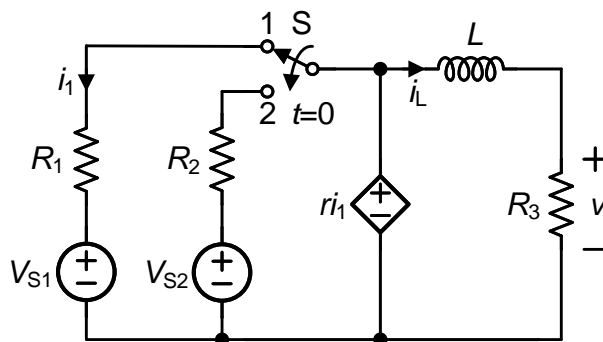 1 S L
i1 iL
2 t=0
R1 R2 + ri1 − R3 + v −
VS1 + − VS2 + −